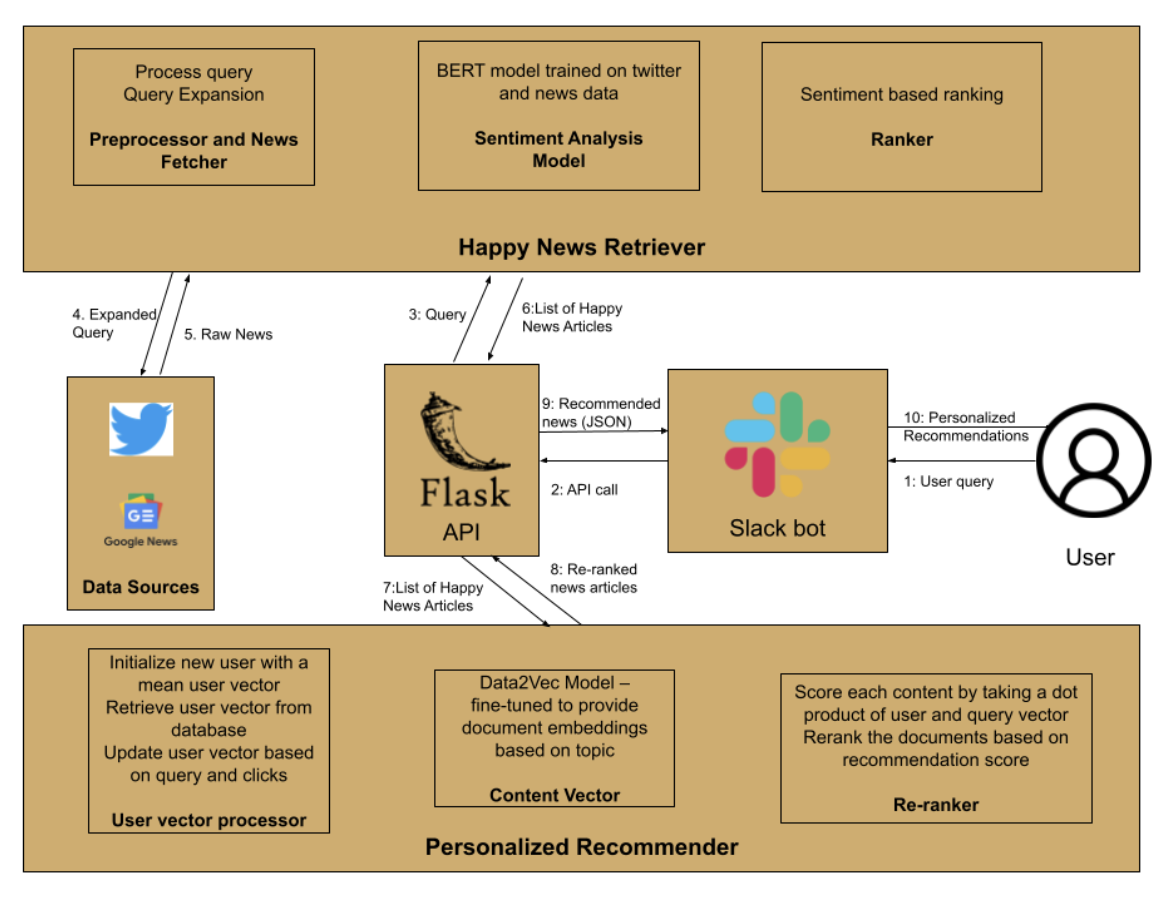 Process query
Query Expansion
Preprocessor and News
Fetcher
BERT model trained on twitter
and news data
Sentiment Analysis
Model
Sentiment based ranking
Ranker
Happy News Retriever
4. Expanded
Query
5. Raw News
3: Query
6:List of Happy
News Articles
GE
Google News
Data Sources
Flask
API
9: Recommended
news (JSON)
2: API call
Slack bot
10: Personalized
Recommendations
1: User query
User
7:List of Happy
News Articles
8: Re-ranked
news articles
Initialize new user with a
mean user vector
Retrieve user vector from
database
Update user vector based
on query and clicks
User vector processor
Data2Vec Model –
fine-tuned to provide
document embeddings
based on topic
Content Vector
Score each content by taking a dot
product of user and query vector
Rerank the documents based on
recommendation score
Re-ranker
Personalized Recommender